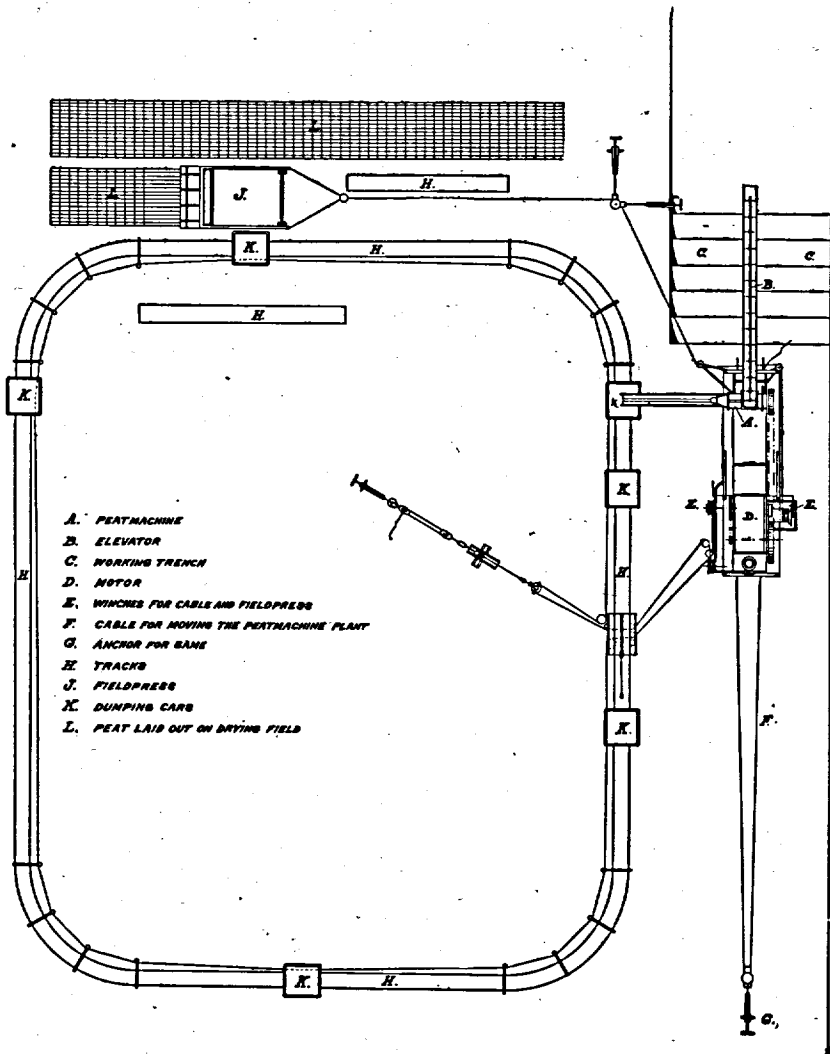 L.
L.
J.
H.
K.
H.
H.
C.
C.
B.
K.
K
A.
K.
E.
D.
E.
H
H.
A. PEATMACHINE
B. ELEVATOR
C. WORKING TRENCH
D. MOTOR
E. WINCHES FOR CABLE AND FIELDPRESS
F. CABLE FOR MOVING THE PEATMACHINE PLANT
G. ANCHOR FOR SAME
H. TRACKS
J. FIELDPRESS
K. DUMPING CARS
L. PEAT LAID OUT ON DRYING FIELD
K.
F.
K.
H.
G.